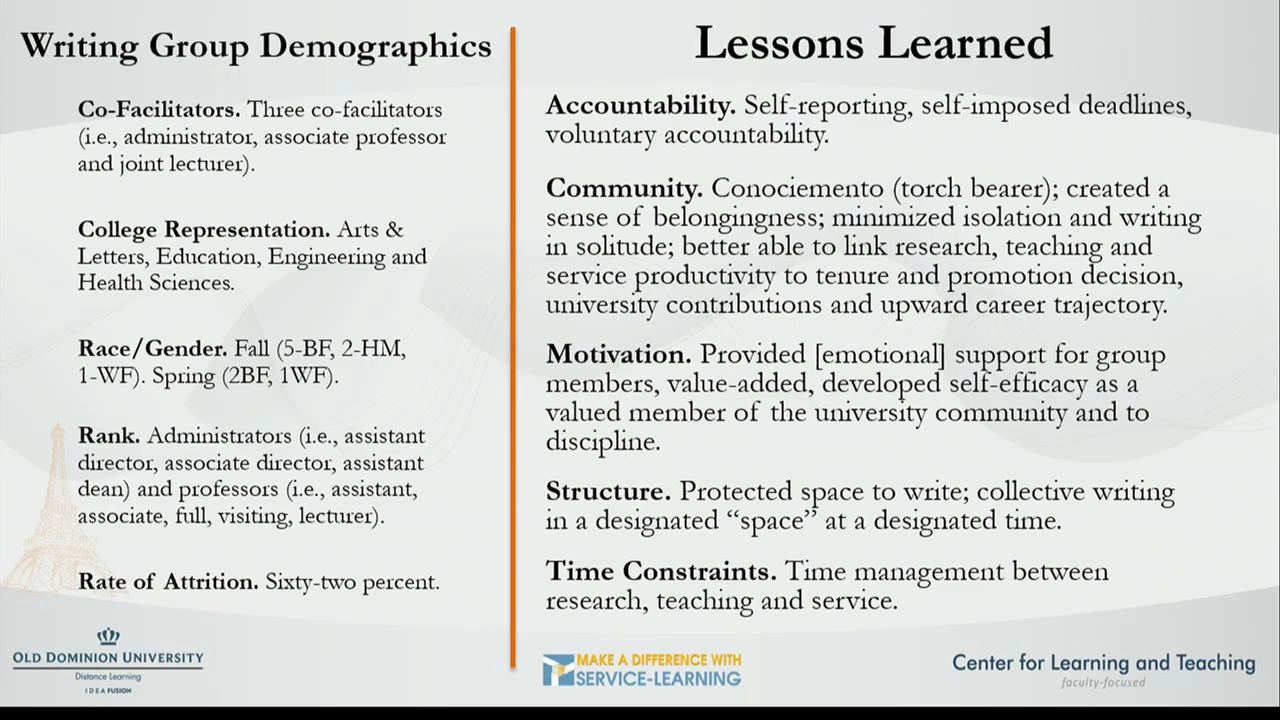 Writing Group Demographics
Co-Facilitators. Three co-facilitators
(i.e., administrator, associate professor
and joint lecturer).
College Representation. Arts &
Letters, Education, Engineering and
Health Sciences.
Race/Gender. Fall (5-BF, 2-HM,
1-WF). Spring (2BF, 1WF).
Rank. Administrators (i.e., assistant
director, associate director, assistant
dean) and professors (i.e., assistant,
associate, full, visiting, lecturer).
Rate of Attrition. Sixty-two percent.
Lessons Learned
Accountability. Self-reporting, self-imposed deadlines,
voluntary accountability.
Community. Conociemento (torch bearer); created a
sense of belongingness; minimized isolation and writing
in solitude; better able to link research, teaching and
service productivity to tenure and promotion decision,
university contributions and upward career trajectory.
Motivation. Provided [emotional] support for group
members, value-added, developed self-efficacy as a
valued member of the university community and to
discipline.
Structure. Protected space to write; collective writing
in a designated “space” at a designated time.
Time Constraints. Time management between
research, teaching and service.
OLD DOMINION UNIVERSITY
Distance Learning
IDEA FUSION
MAKE A DIFFERENCE WITH
SERVICE-LEARNING
Center for Learning and Teaching
faculty-focused